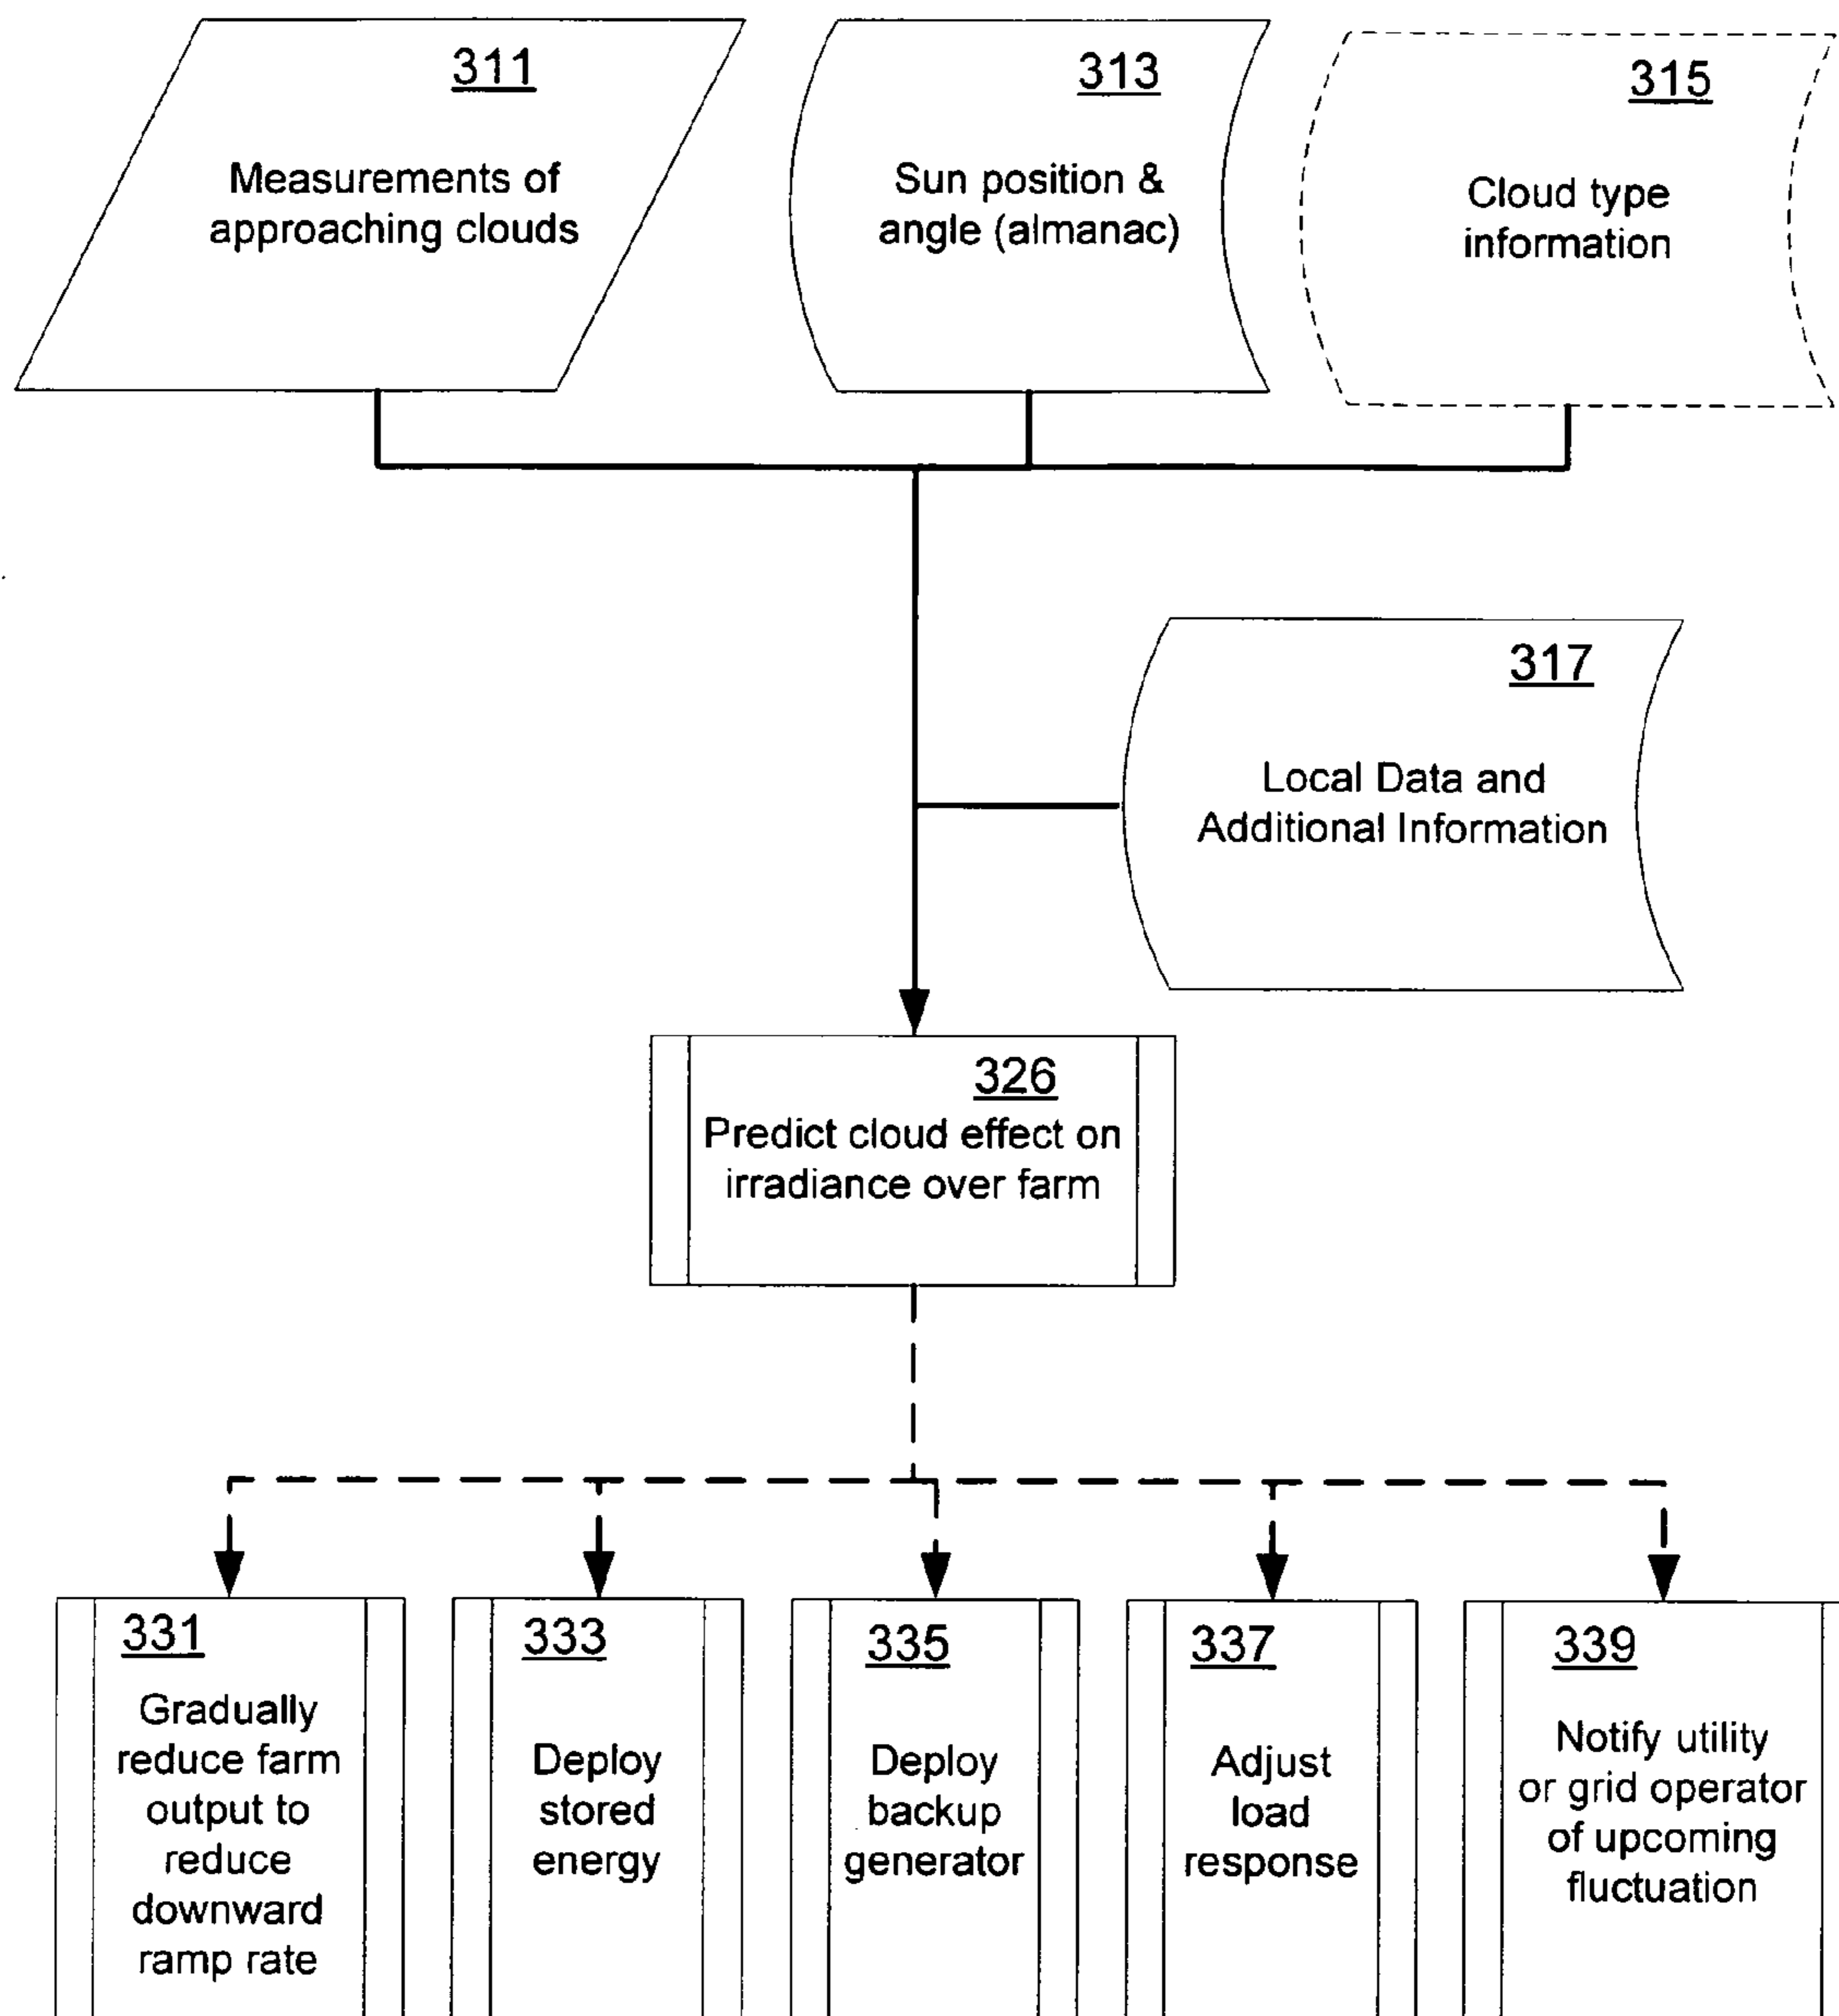 311
Measurements of
approaching clouds
313
Sun position &
angle (almanac)
315
Cloud type
information
317
Local Data and
Additional Information
326
Predict cloud effect on
irradiance over farm
331
Gradually
reduce farm
output to
reduce
downward
ramp rate
333
Deploy
stored
energy
335
Deploy
backup
generator
337
Adjust
load
response
339
Notify utility
or grid operator
of upcoming
fluctuation